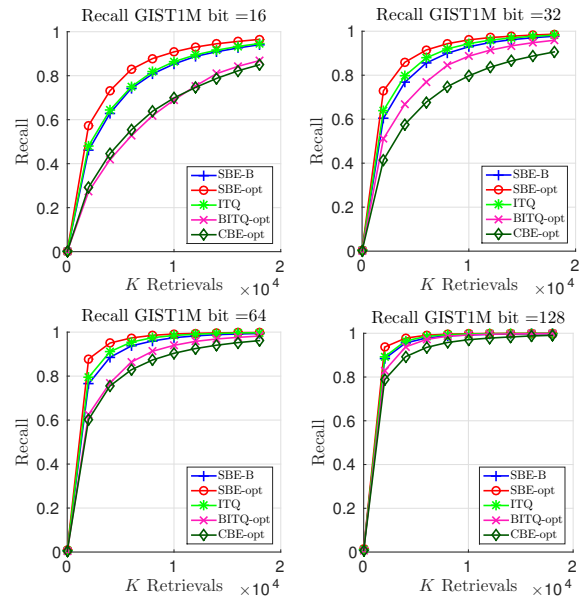 Recall GIST1M bit =16
1
0.8
0.6
0.4
0.2
0
Recall
SBE-B
SBE-opt
ITQ
BITQ-opt
CBE-opt
0
1
2
K Retrievals
×10^4
Recall GIST1M bit =32
1
0.8
0.6
0.4
0.2
0
Recall
SBE-B
SBE-opt
ITQ
BITQ-opt
CBE-opt
0
1
2
K Retrievals
×10^4
Recall GIST1M bit =64
1
0.8
0.6
0.4
0.2
0
Recall
SBE-B
SBE-opt
ITQ
BITQ-opt
CBE-opt
0
1
2
K Retrievals
×10^4
Recall GIST1M bit =128
1
0.8
0.6
0.4
0.2
0
Recall
SBE-B
SBE-opt
ITQ
BITQ-opt
CBE-opt
0
1
2
K Retrievals
×10^4